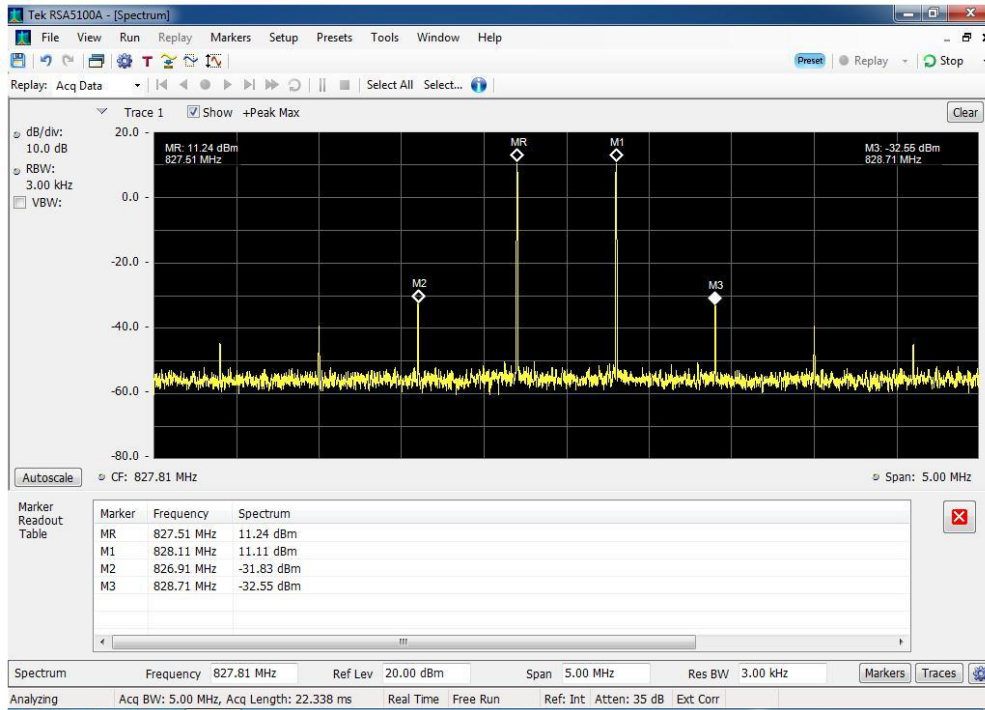 Tek RSA5100A - [Spectrum]
File View Run Replay Markers Setup Presets Tools Window Help
T Preset Replay Stop
Replay: Acq Data Select All Select...
Trace 1 Show +Peak Max Clear
dB/div: 20.0
10.0 dB
RBW:
3.00 kHz
VBW: 0.0
-20.0
-40.0
-60.0
-80.0
MR: 11.24 dBm
827.51 MHz
MR M1
M3: -32.55 dBm
828.71 MHz
M2 M3
Autoscale CF: 827.81 MHz Span: 5.00 MHz
Marker
Readout
Table
Marker Frequency Spectrum
MR 827.51 MHz 11.24 dBm
M1 828.11 MHz 11.11 dBm
M2 826.91 MHz -31.83 dBm
M3 828.71 MHz -32.55 dBm
Spectrum Frequency 827.81 MHz Ref Lev 20.00 dBm Span 5.00 MHz Res BW 3.00 kHz Markers Traces
Analyzing Acq BW: 5.00 MHz, Acq Length: 22.338 ms Real Time Free Run Ref: Int Atten: 35 dB Ext Corr